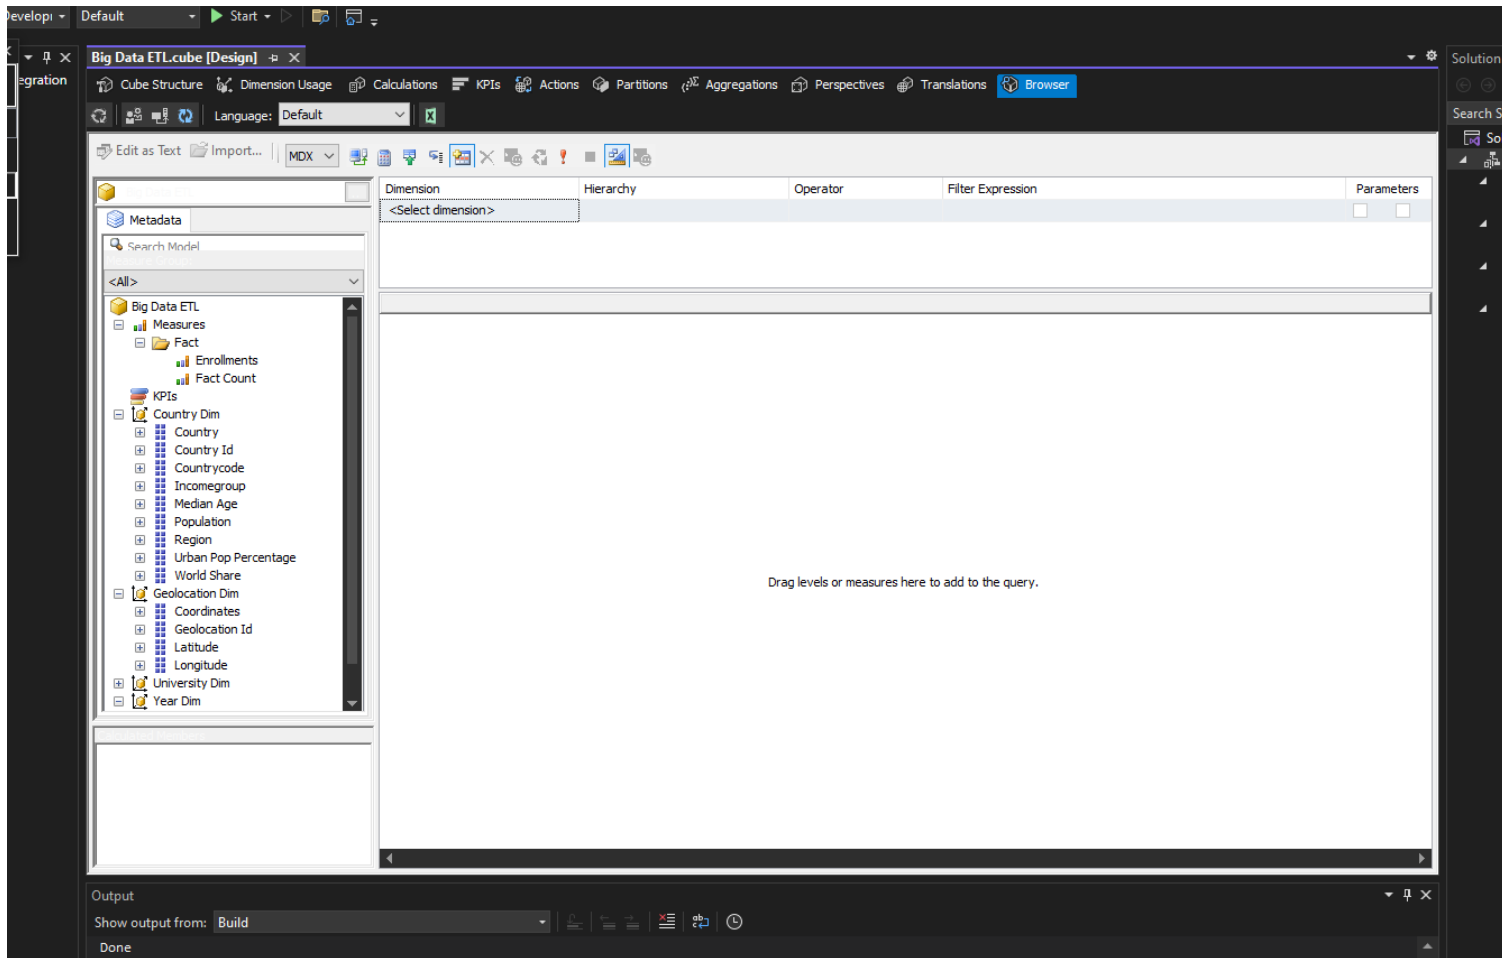 Default Start
egration
Big Data ETL.cube [Design]
Solution
Cube Structure Dimension Usage Calculations KPIs Actions Partitions Aggregations Perspectives Translations Browser
Language: Default
Search S
Edit as Text Import... MDX
So
Dimension Hierarchy Operator Filter Expression Parameters
<Select dimension>
Metadata
Search Model
<All>
Big Data ETL
Measures
Fact
Enrollments
Fact Count
KPIs
Country Dim
Country
Country Id
Countrycode
Incomegroup
Median Age
Population
Region
Urban Pop Percentage
World Share
Geolocation Dim
Coordinates
Geolocation Id
Latitude
Longitude
University Dim
Year Dim
Drag levels or measures here to add to the query.
Output
Show output from: Build
Done